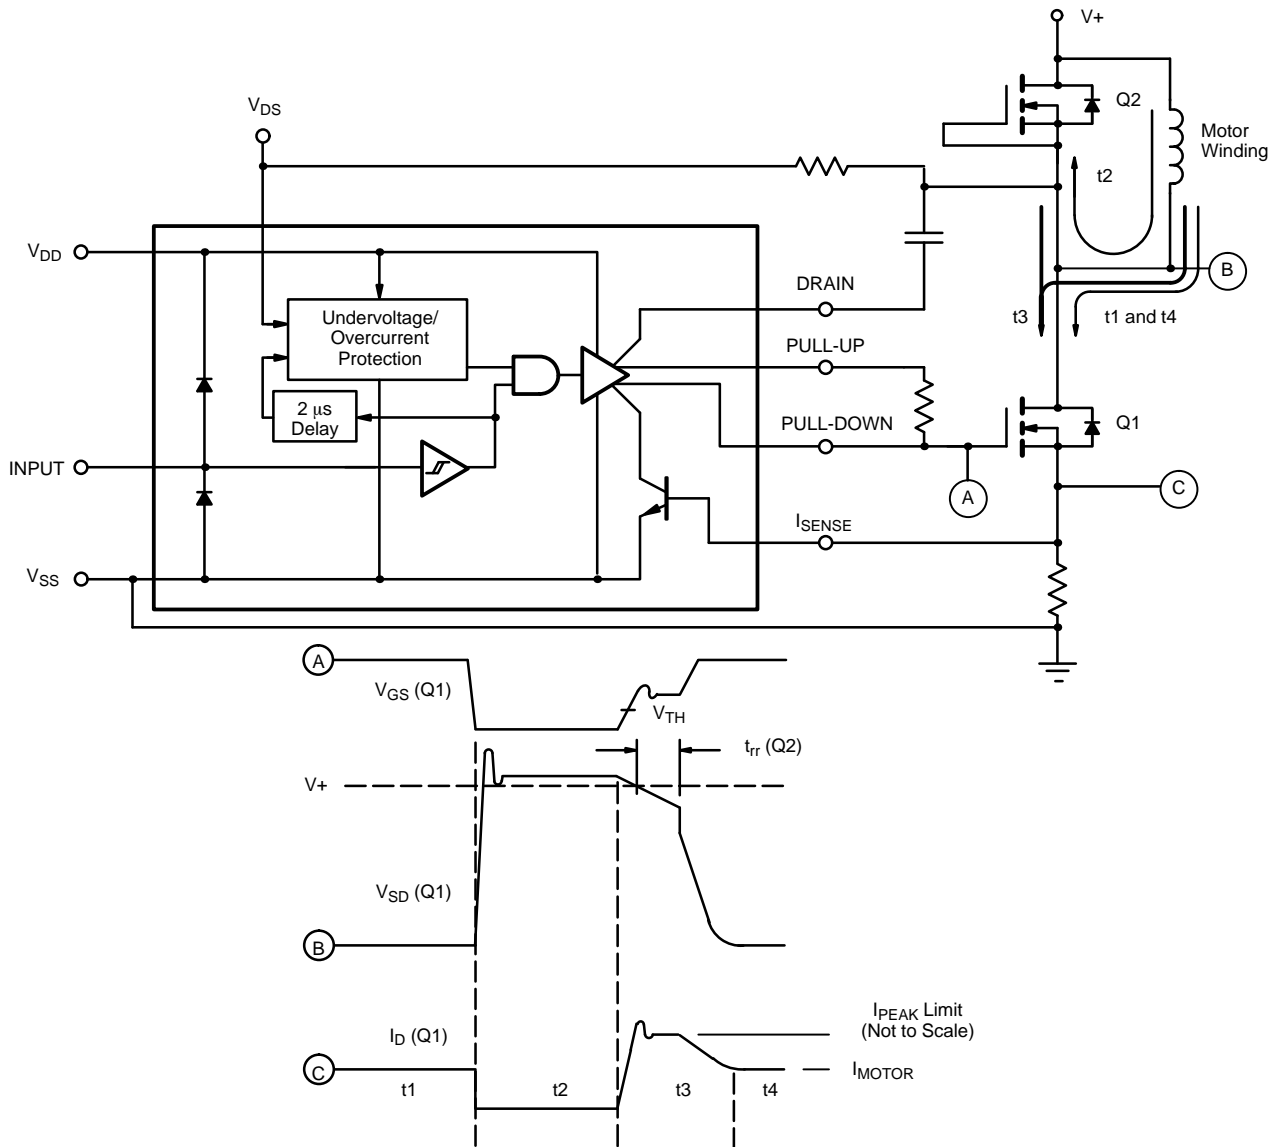 V+
Q2
Motor
Winding
t2
VDS
VDD
B
DRAIN
t3
t1 and t4
Undervoltage/
Overcurrent
Protection
PULL-UP
2 μs
Delay
PULL-DOWN
Q1
INPUT
A
C
ISENSE
VSS
A
VGS (Q1)
VTH
trr (Q2)
V+
VSD (Q1)
B
IPEAK Limit
(Not to Scale)
ID (Q1)
C
IMOTOR
t1
t2
t3
t4